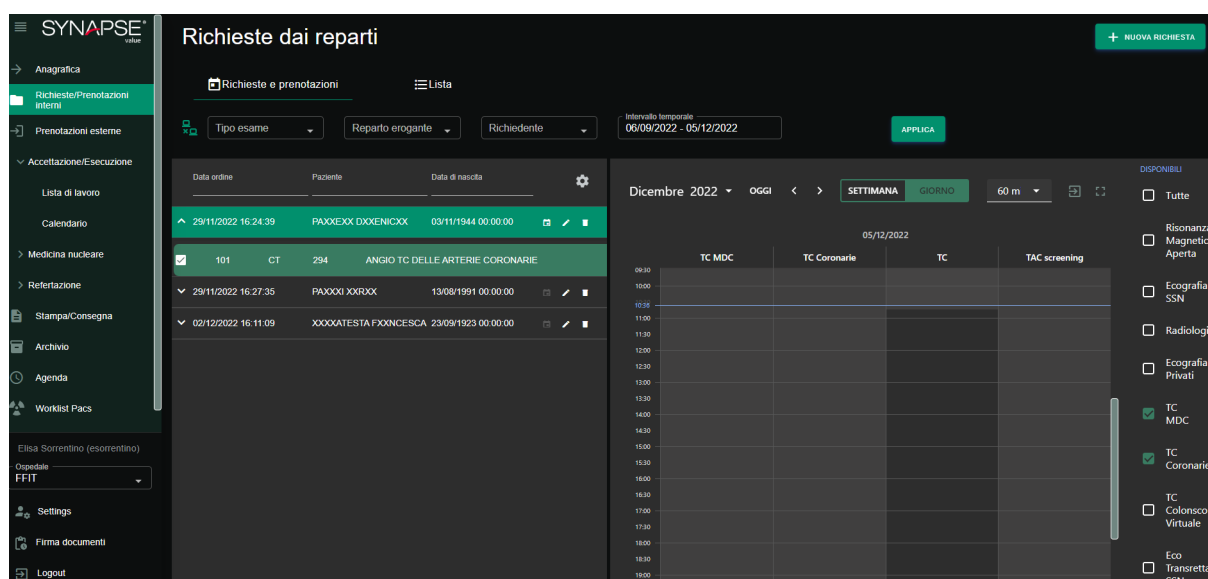 SYNAPSE
value
Anagrafica
Richieste/Prenotazioni
interni
Prenotazioni esterne
Accettazione/Esecuzione
Lista di lavoro
Calendario
Medicina nucleare
Refertazione
Stampa/Consegna
Archivio
Agenda
Worklist Pacs
Elisa Sorrentino (esorrentino)
Ospedale
FFIT
Settings
Firma documenti
Logout
Richieste dai reparti
+ NUOVA RICHIESTA
Richieste e prenotazioni Lista
Tipo esame Reparto erogante Richiedente
Intervallo temporale
06/09/2022 - 05/12/2022
APPLICA
Data ordine Paziente Data di nascita
29/11/2022 16:24:39 PAXXEXX DXXENICXX 03/11/1944 00:00:00
101 CT 294 ANGIO TC DELLE ARTERIE CORONARIE
29/11/2022 16:27:35 PAXXXI XXRXX 13/08/1991 00:00:00
02/12/2022 16:11:09 XXXXATESTA FXXNCESCA 23/09/1923 00:00:00
Dicembre 2022 OGGI < > SETTIMANA GIORNO 60 m
05/12/2022
TC MDC TC Coronarie TC TAC screening
09:30
10:00
11:00
11:30
12:00
12:30
13:00
13:30
14:00
14:30
15:00
15:30
16:00
16:30
17:00
17:30
18:00
18:30
19:00
DISPONIBILI
Tutte
Risonanza
Magnetic
Aperta
Ecografia
SSN
Radiologi
Ecografia
Privati
TC
MDC
TC
Coronarie
TC
Colonsco
Virtuale
Eco
Transretta